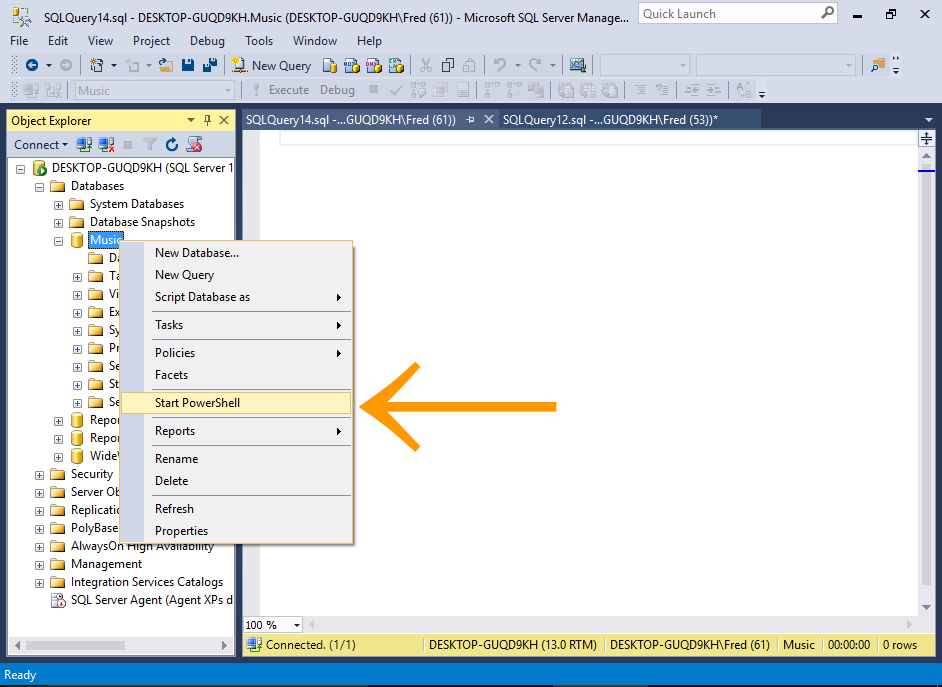 SQLQuery14.sql - DESKTOP-GUQD9KH.Music (DESKTOP-GUQD9KH\Fred (61)) - Microsoft SQL Server Manage...
Quick Launch
File Edit View Project Debug Tools Window Help
New Query
Music
Execute Debug
Object Explorer
SQLQuery14.sql -...GUQD9KH\Fred (61))
SQLQuery12.sql -...GUQD9KH\Fred (53))*
Connect
DESKTOP-GUQD9KH (SQL Server 1
Databases
System Databases
Database Snapshots
Music
Da
Ta
Vi
Ex
Sy
Pr
Se
St
Se
Repo
Repo
Wide
Security
Server Ob
Replicatio
PolyBase
AlwaysOn High Availability
Management
Integration Services Catalogs
SQL Server Agent (Agent XPs d
New Database...
New Query
Script Database as
Tasks
Policies
Facets
Start PowerShell
Reports
Rename
Delete
Refresh
Properties
100 %
Connected. (1/1)
DESKTOP-GUQD9KH (13.0 RTM)
DESKTOP-GUQD9KH\Fred (61)
Music
00:00:00
0 rows
Ready